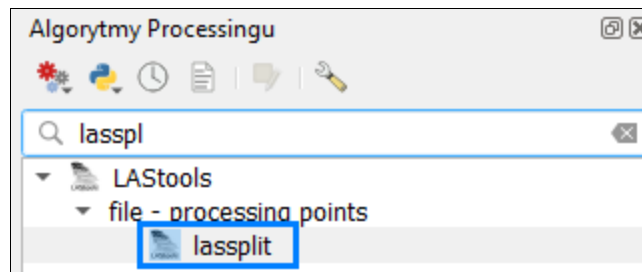 Algorytmy Processingu
lasspl
LAStools
file - processing points
lassplit